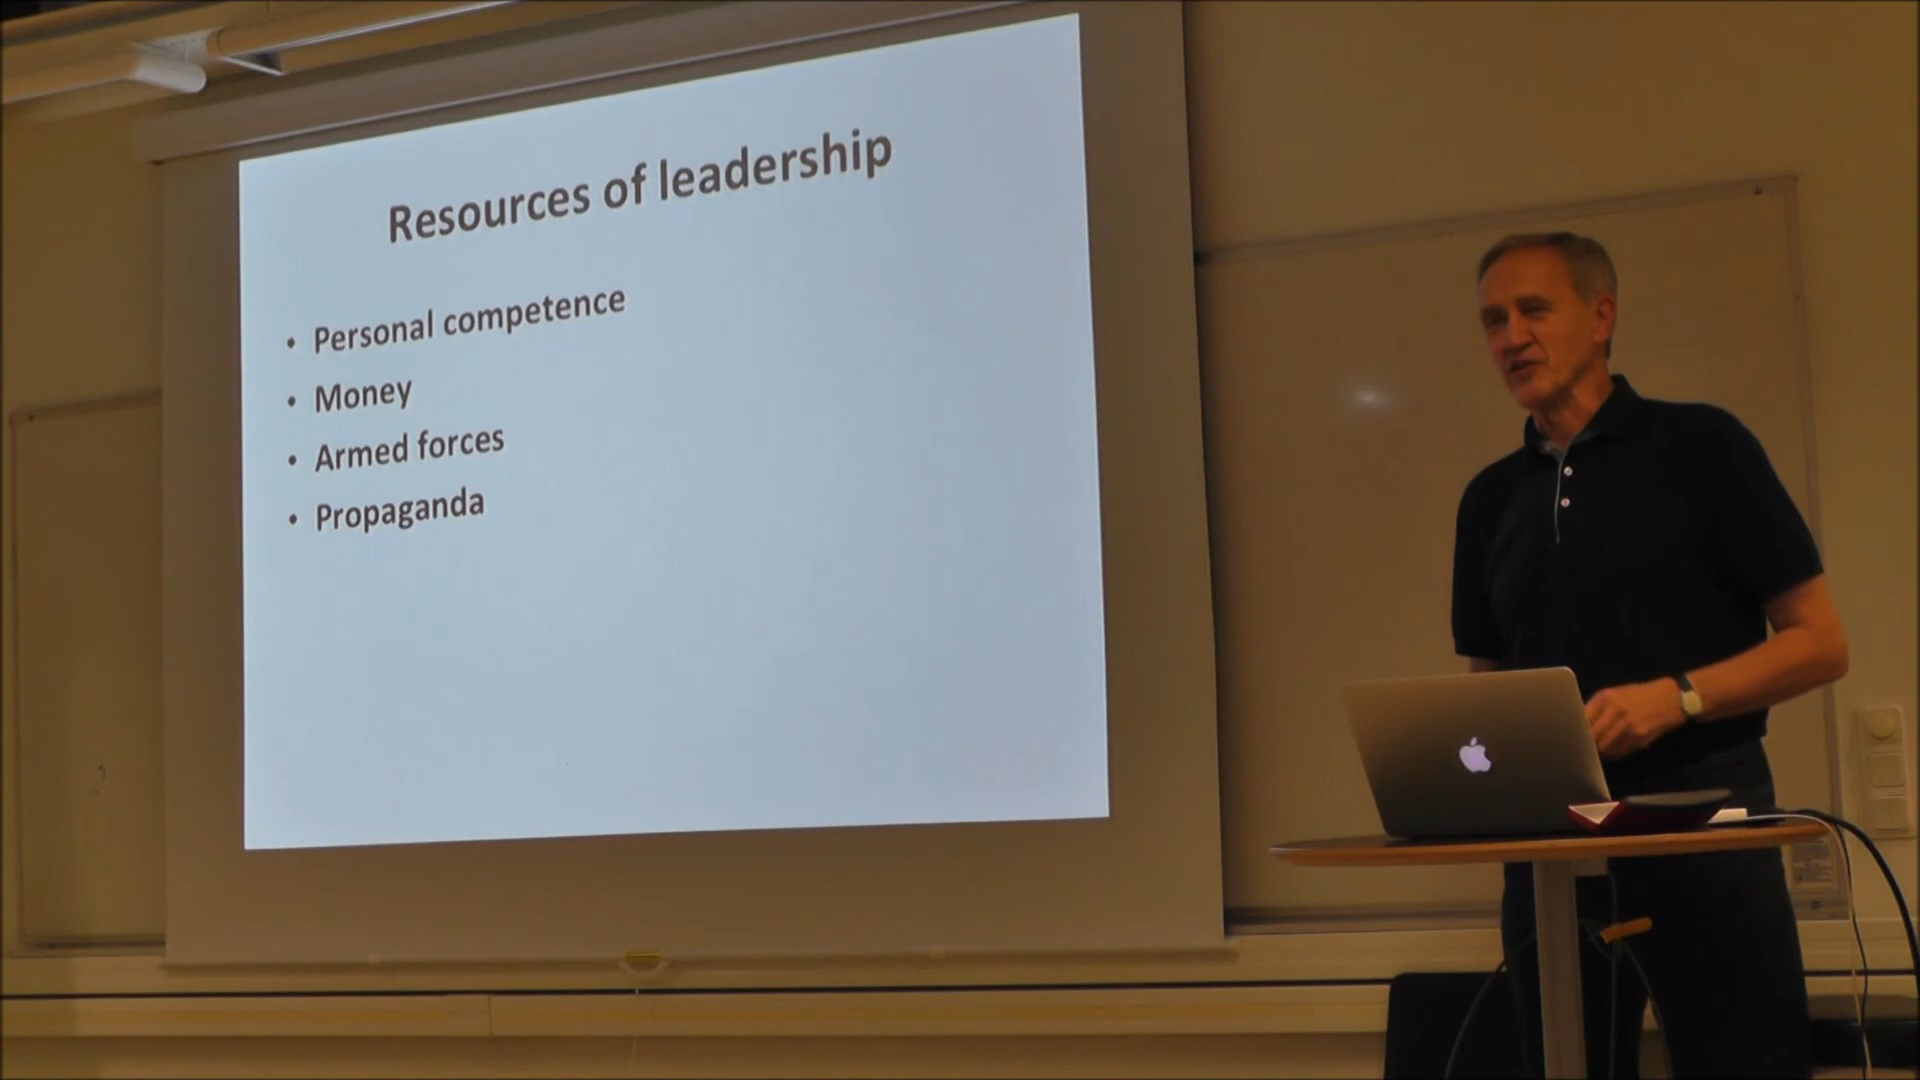 Resources of leadership
• Personal competence
• Money
• Armed forces
• Propaganda